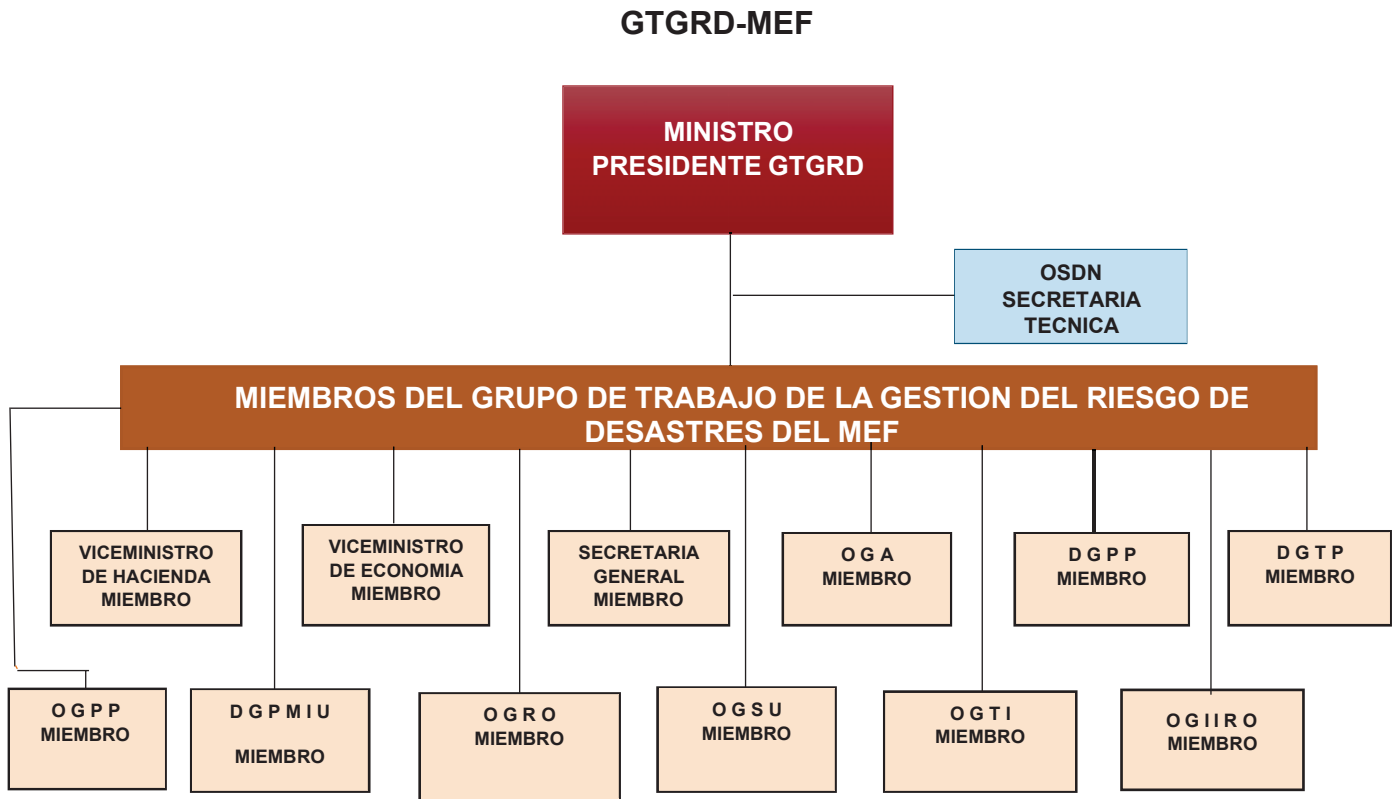 GTGRD-MEF
MINISTRO
PRESIDENTE GTGRD
OSDN
SECRETARIA
TECNICA
MIEMBROS DEL GRUPO DE TRABAJO DE LA GESTION DEL RIESGO DE
DESASTRES DEL MEF
VICEMINISTRO
DE HACIENDA
MIEMBRO
VICEMINISTRO
DE ECONOMIA
MIEMBRO
SECRETARIA
GENERAL
MIEMBRO
O G A
MIEMBRO
D G P P
MIEMBRO
D G T P
MIEMBRO
O G P P
MIEMBRO
D G P M I U
MIEMBRO
O G R O
MIEMBRO
O G S U
MIEMBRO
O G T I
MIEMBRO
O G I I R O
MIEMBRO